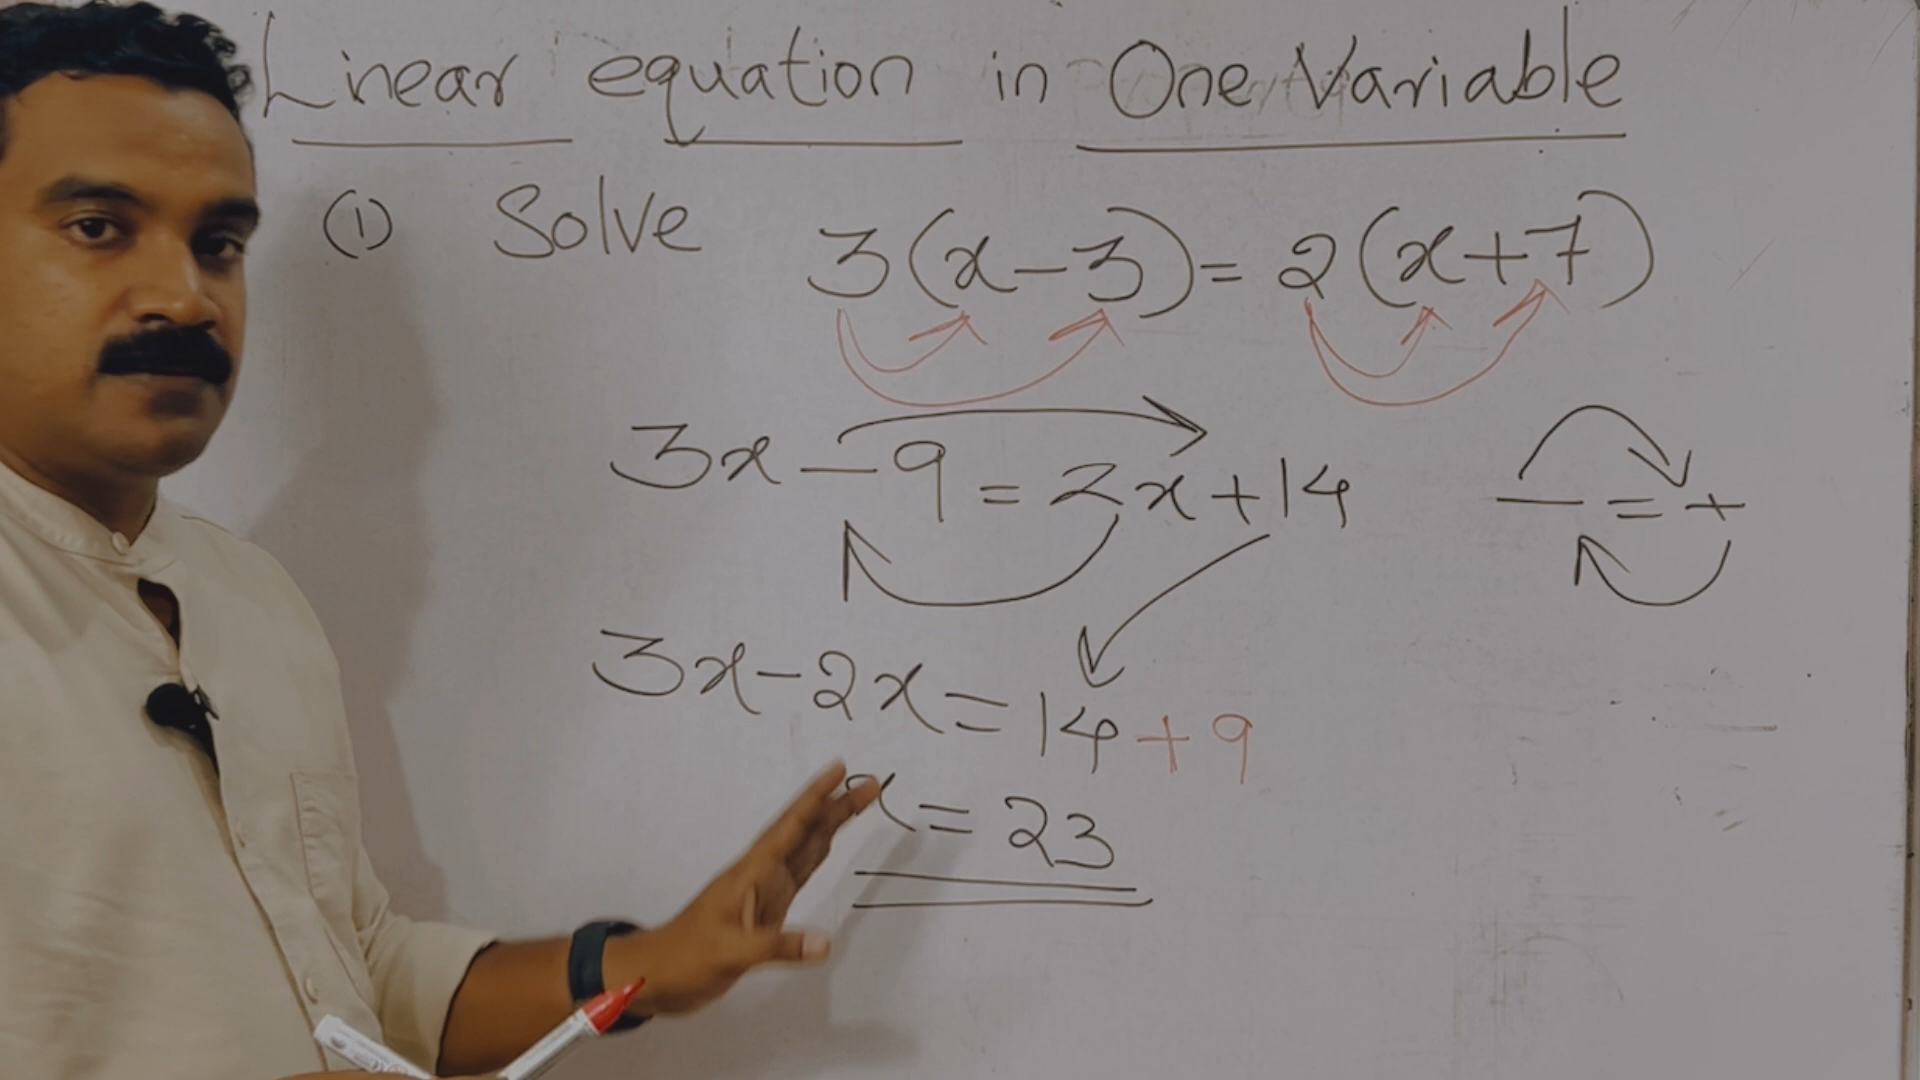 Linear equation in One Variable
① Solve 3(x-3)= 2(x+7)
3x-9=2x+14
-=+
3x-2x=14+9
x=23